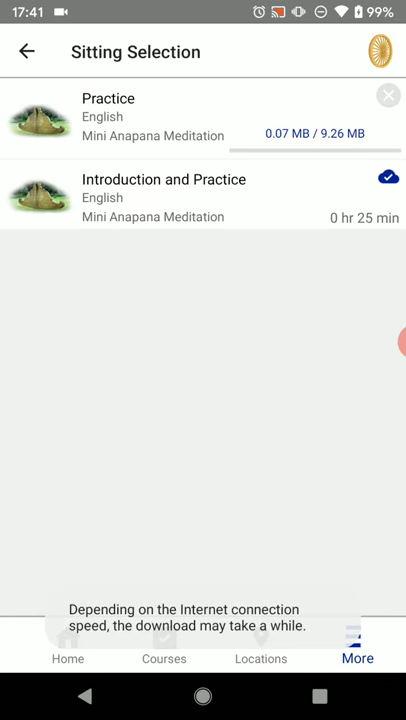 17:41
99%
Sitting Selection
Practice
English
Mini Anapana Meditation
0.07 MB / 9.26 MB
Introduction and Practice
English
Mini Anapana Meditation
0 hr 25 min
Depending on the Internet connection
speed, the download may take a while.
Home
Courses
Locations
More